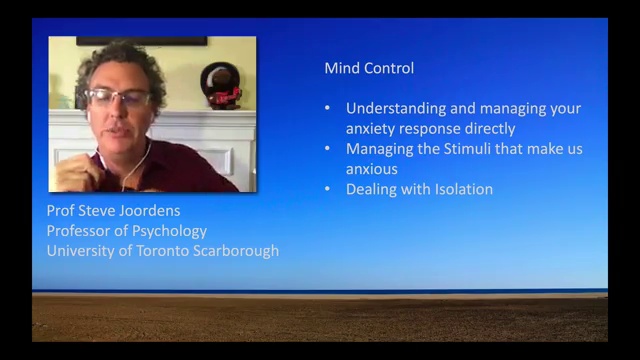 Mind Control
• Understanding and managing your
anxiety response directly
• Managing the Stimuli that make us
anxious
• Dealing with Isolation
Prof Steve Joordens
Professor of Psychology
University of Toronto Scarborough